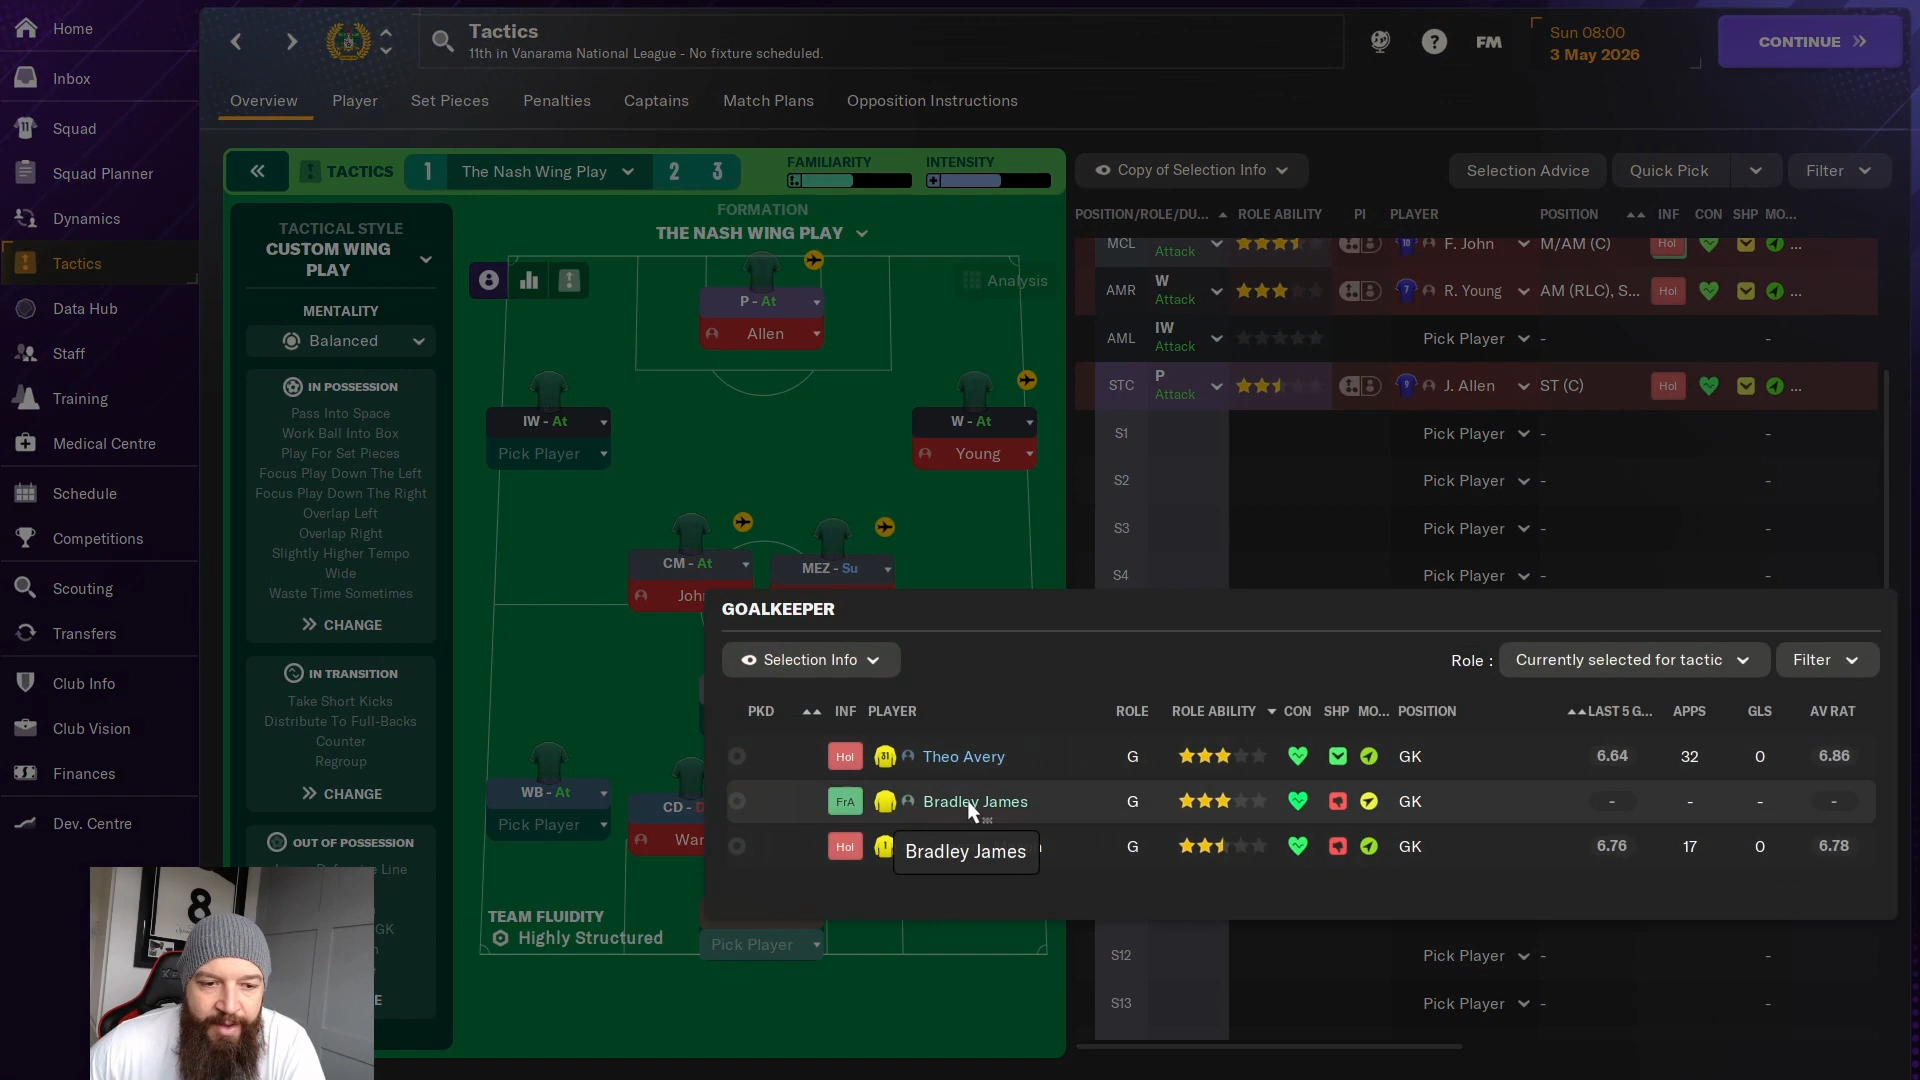 Home
Inbox
Squad
Squad Planner
Dynamics
Tactics
Data Hub
Staff
Training
Medical Centre
Schedule
Competitions
Scouting
Transfers
Club Info
Club Vision
Finances
Dev. Centre
Tactics
11th in Vanarama National League - No fixture scheduled.
?
FM
Sun 08:00
3 May 2026
CONTINUE
Overview
Player
Set Pieces
Penalties
Captains
Match Plans
Opposition Instructions
TACTICS
1
The Nash Wing Play
2
3
FAMILIARITY
INTENSITY
TACTICAL STYLE
CUSTOM WING
PLAY
MENTALITY
Balanced
IN POSSESSION
Pass Into Space
Work Ball Into Box
Play For Set Pieces
Focus Play Down The Left
Focus Play Down The Right
Overlap Left
Overlap Right
Slightly Higher Tempo
Wide
Waste Time Sometimes
CHANGE
IN TRANSITION
Take Short Kicks
Distribute To Full-Backs
Counter
Regroup
CHANGE
OUT OF POSSESSION
Line
GK
E
8
FORMATION
THE NASH WING PLAY
Analysis
P - At
Allen
IW - At
Pick Player
W - At
Young
CM - At
John
MEZ - Su
WB - At
Pick Player
CD - D
War
TEAM FLUIDITY
Highly Structured
Pick Player
Copy of Selection Info
Selection Advice
Quick Pick
Filter
POSITION/ROLE/DU... ROLE ABILITY PI PLAYER POSITION INF CON SHP MO...
MCL Attack 10 F. John M/AM (C) Hol ...
AMR W Attack 7 R. Young AM (RLC), S... Hol ...
AML IW Attack Pick Player - -
STC P Attack 9 J. Allen ST (C) Hol ...
S1 Pick Player - -
S2 Pick Player - -
S3 Pick Player - -
S4 Pick Player - -
GOALKEEPER
Selection Info
Role : Currently selected for tactic
Filter
PKD INF PLAYER ROLE ROLE ABILITY CON SHP MO... POSITION LAST 5 G... APPS GLS AV RAT
Hol 31 Theo Avery G GK 6.64 32 0 6.86
FrA Bradley James G GK - - - -
Hol 1 G GK 6.76 17 0 6.78
Bradley James
S12 Pick Player - -
S13 Pick Player - -